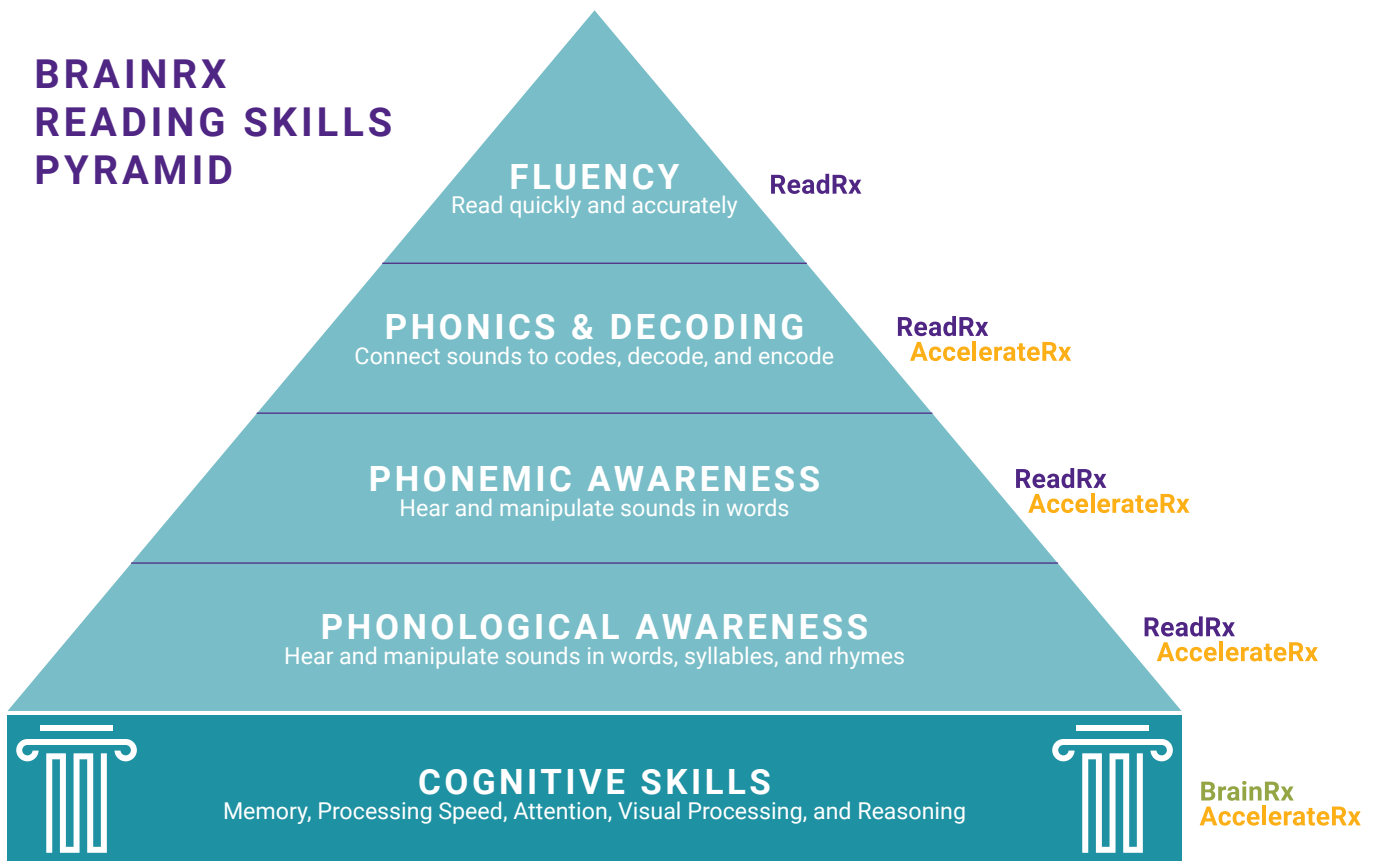 BRAINRX
READING SKILLS
PYRAMID
FLUENCY
Read quickly and accurately
ReadRx
PHONICS & DECODING
Connect sounds to codes, decode, and encode
ReadRx
AccelerateRx
PHONEMIC AWARENESS
Hear and manipulate sounds in words
ReadRx
AccelerateRx
PHONOLOGICAL AWARENESS
Hear and manipulate sounds in words, syllables, and rhymes
ReadRx
AccelerateRx
COGNITIVE SKILLS
Memory, Processing Speed, Attention, Visual Processing, and Reasoning
BrainRx
AccelerateRx